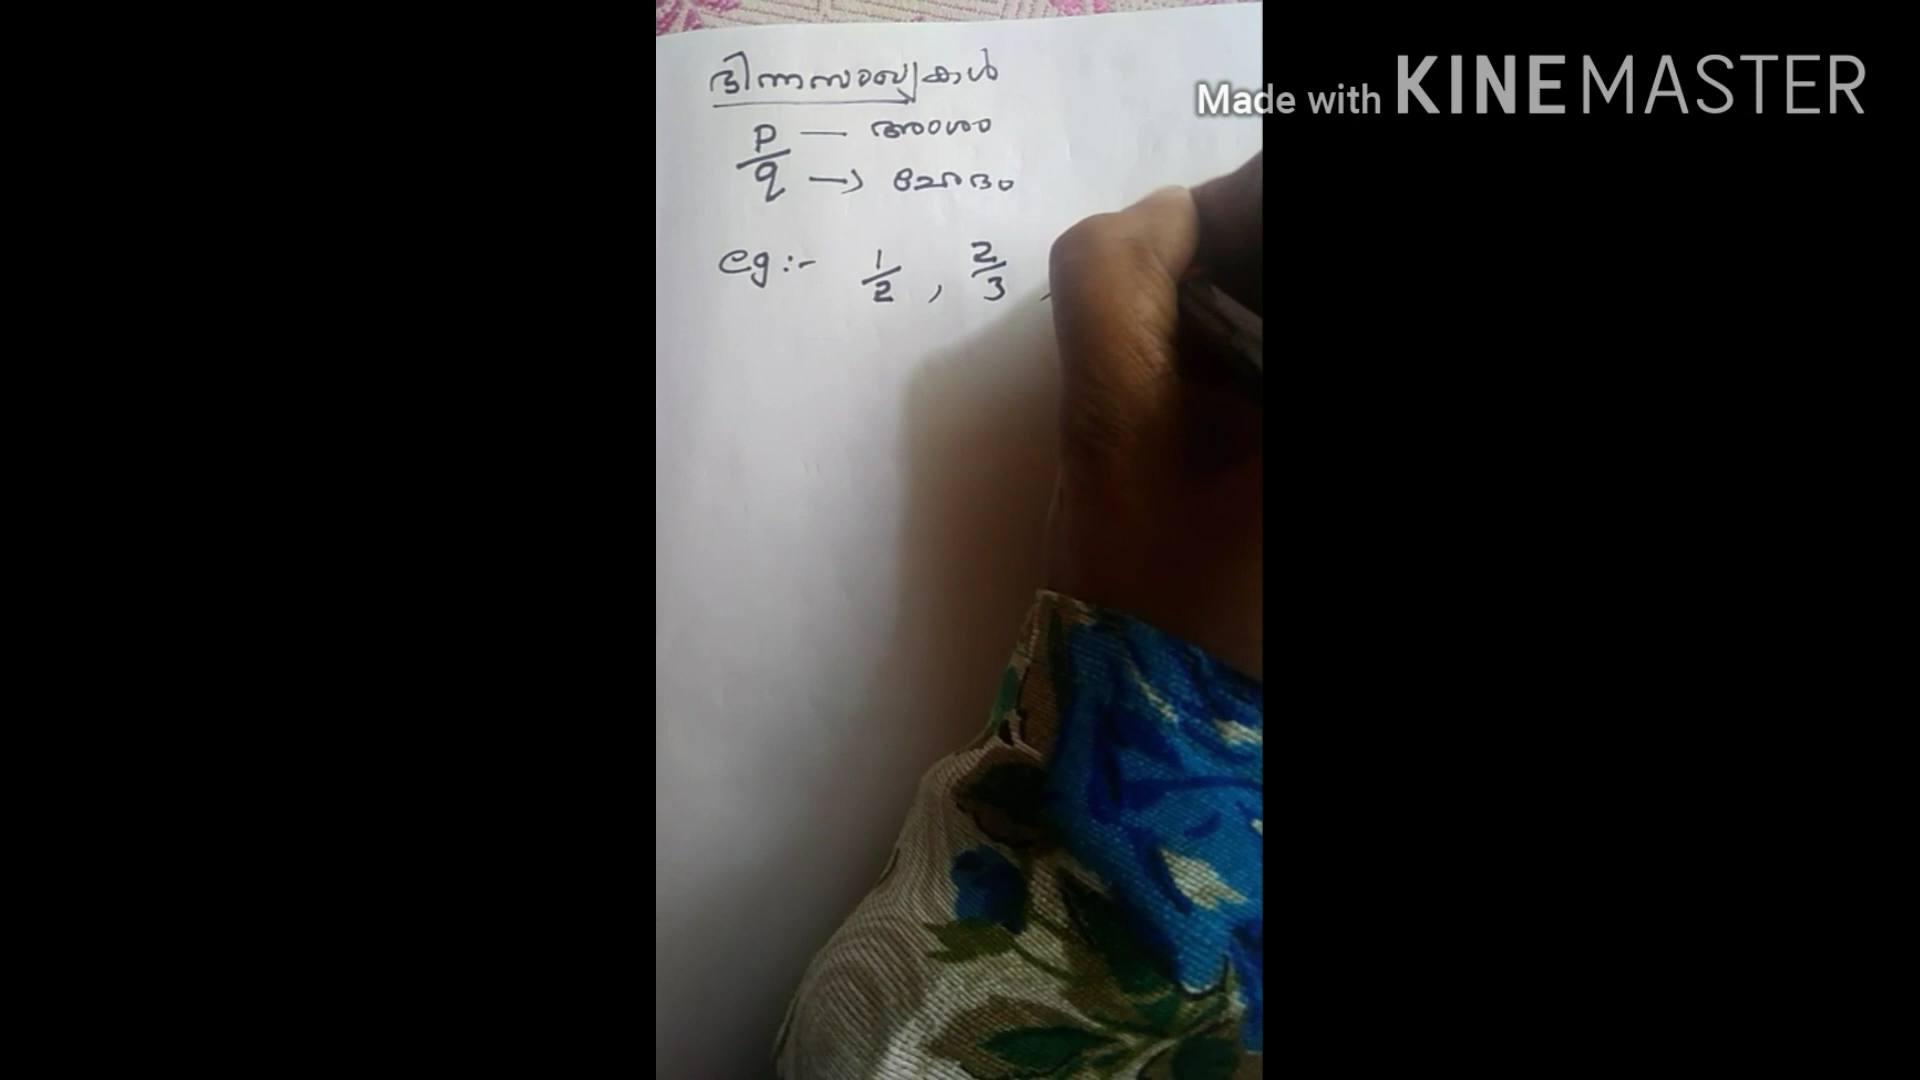 ഭിന്നസംഖ്യകൾ
Made with KINEMASTER
p — അംശം
q → ഛേദം
eg:- 1/2 , 2/3 ,